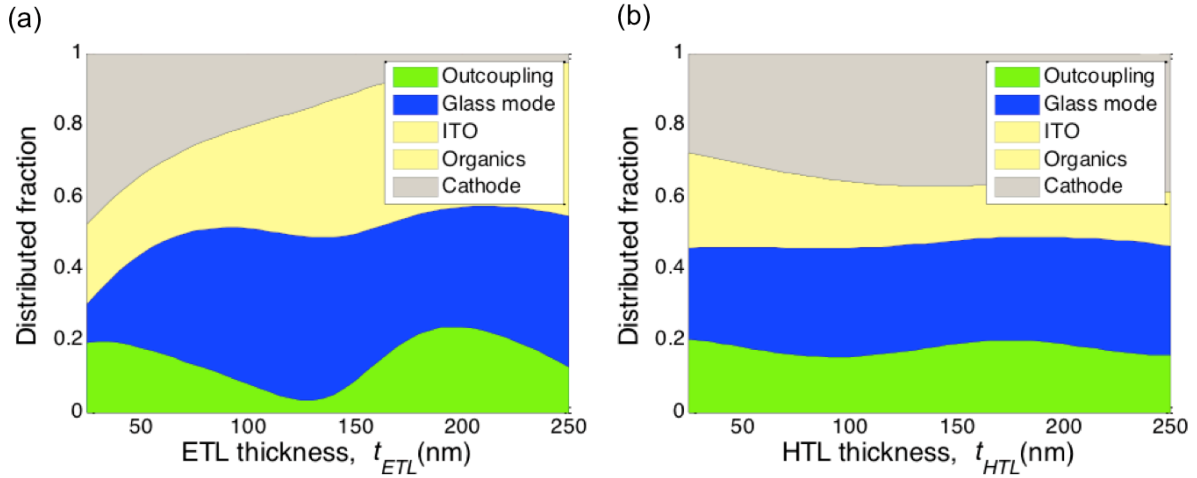 (a)
1
0.8
0.6
0.4
0.2
0
Distributed fraction
Outcoupling
Glass mode
ITO
Organics
Cathode
50 100 150 200 250
ETL thickness, tETL(nm)
(b)
1
0.8
0.6
0.4
0.2
0
Distributed fraction
Outcoupling
Glass mode
ITO
Organics
Cathode
50 100 150 200 250
HTL thickness, tHTL(nm)